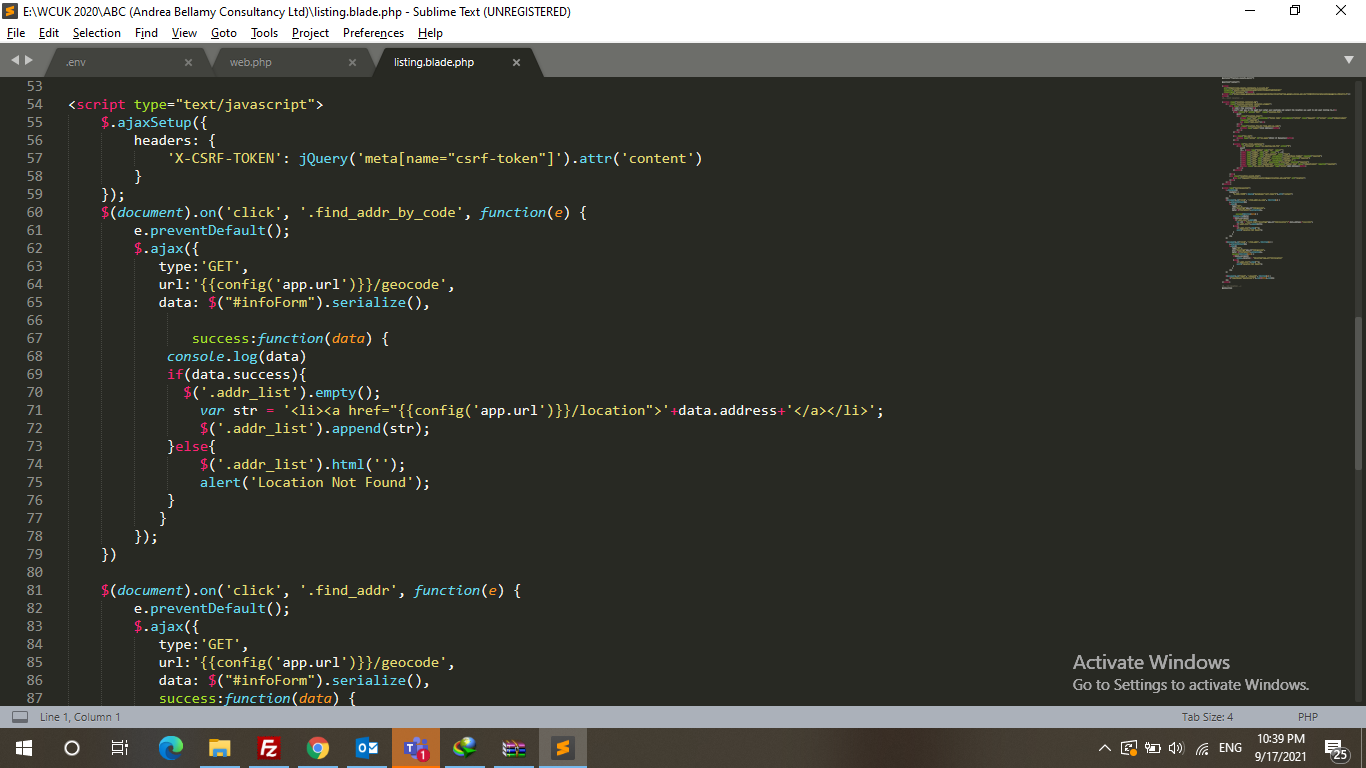 E:\WCUK 2020\ABC (Andrea Bellamy Consultancy Ltd)\listing.blade.php - Sublime Text (UNREGISTERED)
File Edit Selection Find View Goto Tools Project Preferences Help
.env web.php listing.blade.php
53
54 <script type="text/javascript">
55 $.ajaxSetup({
56 headers: {
57 'X-CSRF-TOKEN': jQuery('meta[name="csrf-token"]').attr('content')
58 }
59 });
60 $(document).on('click', '.find_addr_by_code', function(e) {
61 e.preventDefault();
62 $.ajax({
63 type:'GET',
64 url:'{{config('app.url')}}/geocode',
65 data: $("#infoForm").serialize(),
66
67 success:function(data) {
68 console.log(data)
69 if(data.success){
70 $('.addr_list').empty();
71 var str = '<li><a href="{{config('app.url')}}/location">'+data.address+'</a></li>';
72 $('.addr_list').append(str);
73 }else{
74 $('.addr_list').html('');
75 alert('Location Not Found');
76 }
77 }
78 });
79 })
80
81 $(document).on('click', '.find_addr', function(e) {
82 e.preventDefault();
83 $.ajax({
84 type:'GET',
85 url:'{{config('app.url')}}/geocode',
86 data: $("#infoForm").serialize(),
87 success:function(data) {
Activate Windows
Go to Settings to activate Windows.
Line 1, Column 1 Tab Size: 4 PHP
1 ENG 10:39 PM 25
9/17/2021